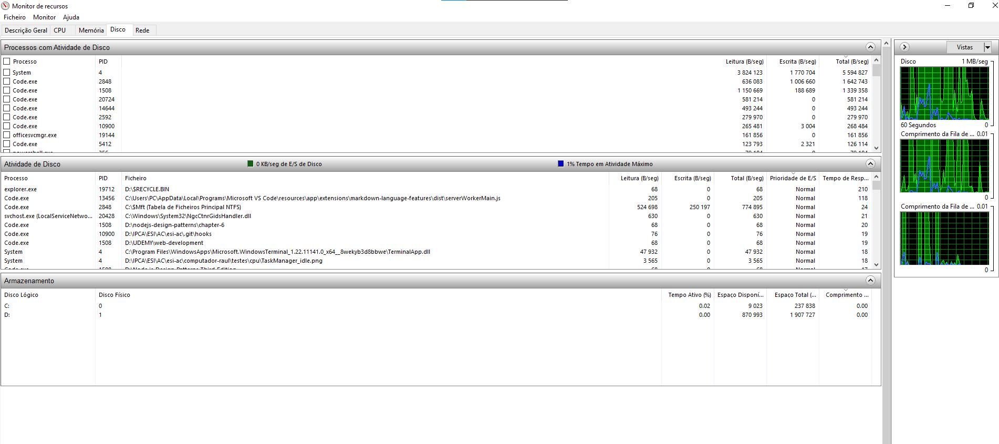 Monitor de recursos
Ficheiro Monitor Ajuda
Descrição Geral CPU Memória Disco Rede
Processos com Atividade de Disco
Processo PID Leitura (B/seg) Escrita (B/seg) Total (B/seg)
System 4 3 824 123 1 770 704 5 594 827
Code.exe 2848 636 083 1 006 660 1 642 743
Code.exe 1508 1 150 669 188 689 1 339 358
Code.exe 20724 581 214 0 581 214
Code.exe 14644 493 244 0 493 244
Code.exe 2592 279 970 0 279 970
Code.exe 10900 265 481 3 004 268 484
officesvcmgr.exe 19144 161 856 0 161 856
Code.exe 5412 123 793 2 321 126 114
Atividade de Disco 0 KB/seg de E/S de Disco 1% Tempo em Atividade Máximo
Processo PID Ficheiro Leitura (B/seg) Escrita (B/seg) Total (B/seg) Prioridade de E/S Tempo de Resp...
explorer.exe 19712 D:\$RECYCLE.BIN 68 0 68 Normal 210
Code.exe 13456 C:\Users\PC\AppData\Local\Programs\Microsoft VS Code\resources\app\extensions\markdown-language-features\dist\serverWorkerMain.js 205 0 205 Normal 118
Code.exe 2848 C:\$Mft (Tabela de Ficheiros Principal NTFS) 524 698 250 197 774 895 Normal 24
svchost.exe (LocalServiceNetwo... 20428 C:\Windows\System32\NgcCtnrGidsHandler.dll 630 0 630 Normal 21
Code.exe 1508 D:\nodejs-design-patterns\chapter-6 68 0 68 Normal 20
Code.exe 10900 D:\IPCA\ESI\AC\esi-ac\.git\hooks 76 0 76 Normal 19
Code.exe 1508 D:\UDEMY\web-development 68 0 68 Normal 19
System 4 C:\Program Files\WindowsApps\Microsoft.WindowsTerminal_1.22.11141.0_x64__8wekyb3d8bbwe\TerminalApp.dll 47 932 0 47 932 Normal 18
System 4 D:\IPCA\ESI\AC\esi-ac\computador-raul\testes\cpu\TaskManager_idle.png 3 565 0 3 565 Normal 18
Armazenamento
Disco Lógico Disco Físico Tempo Ativo (%) Espaço Disponí... Espaço Total (... Comprimento ...
C: 0 0.02 9 023 237 838 0.00
D: 1 0.00 870 993 1 907 727 0.00
Vistas
Disco 1 MB/seg
60 Segundos 0
Comprimento da Fila de ... 0.01
0
Comprimento da Fila de ... 0.01
0